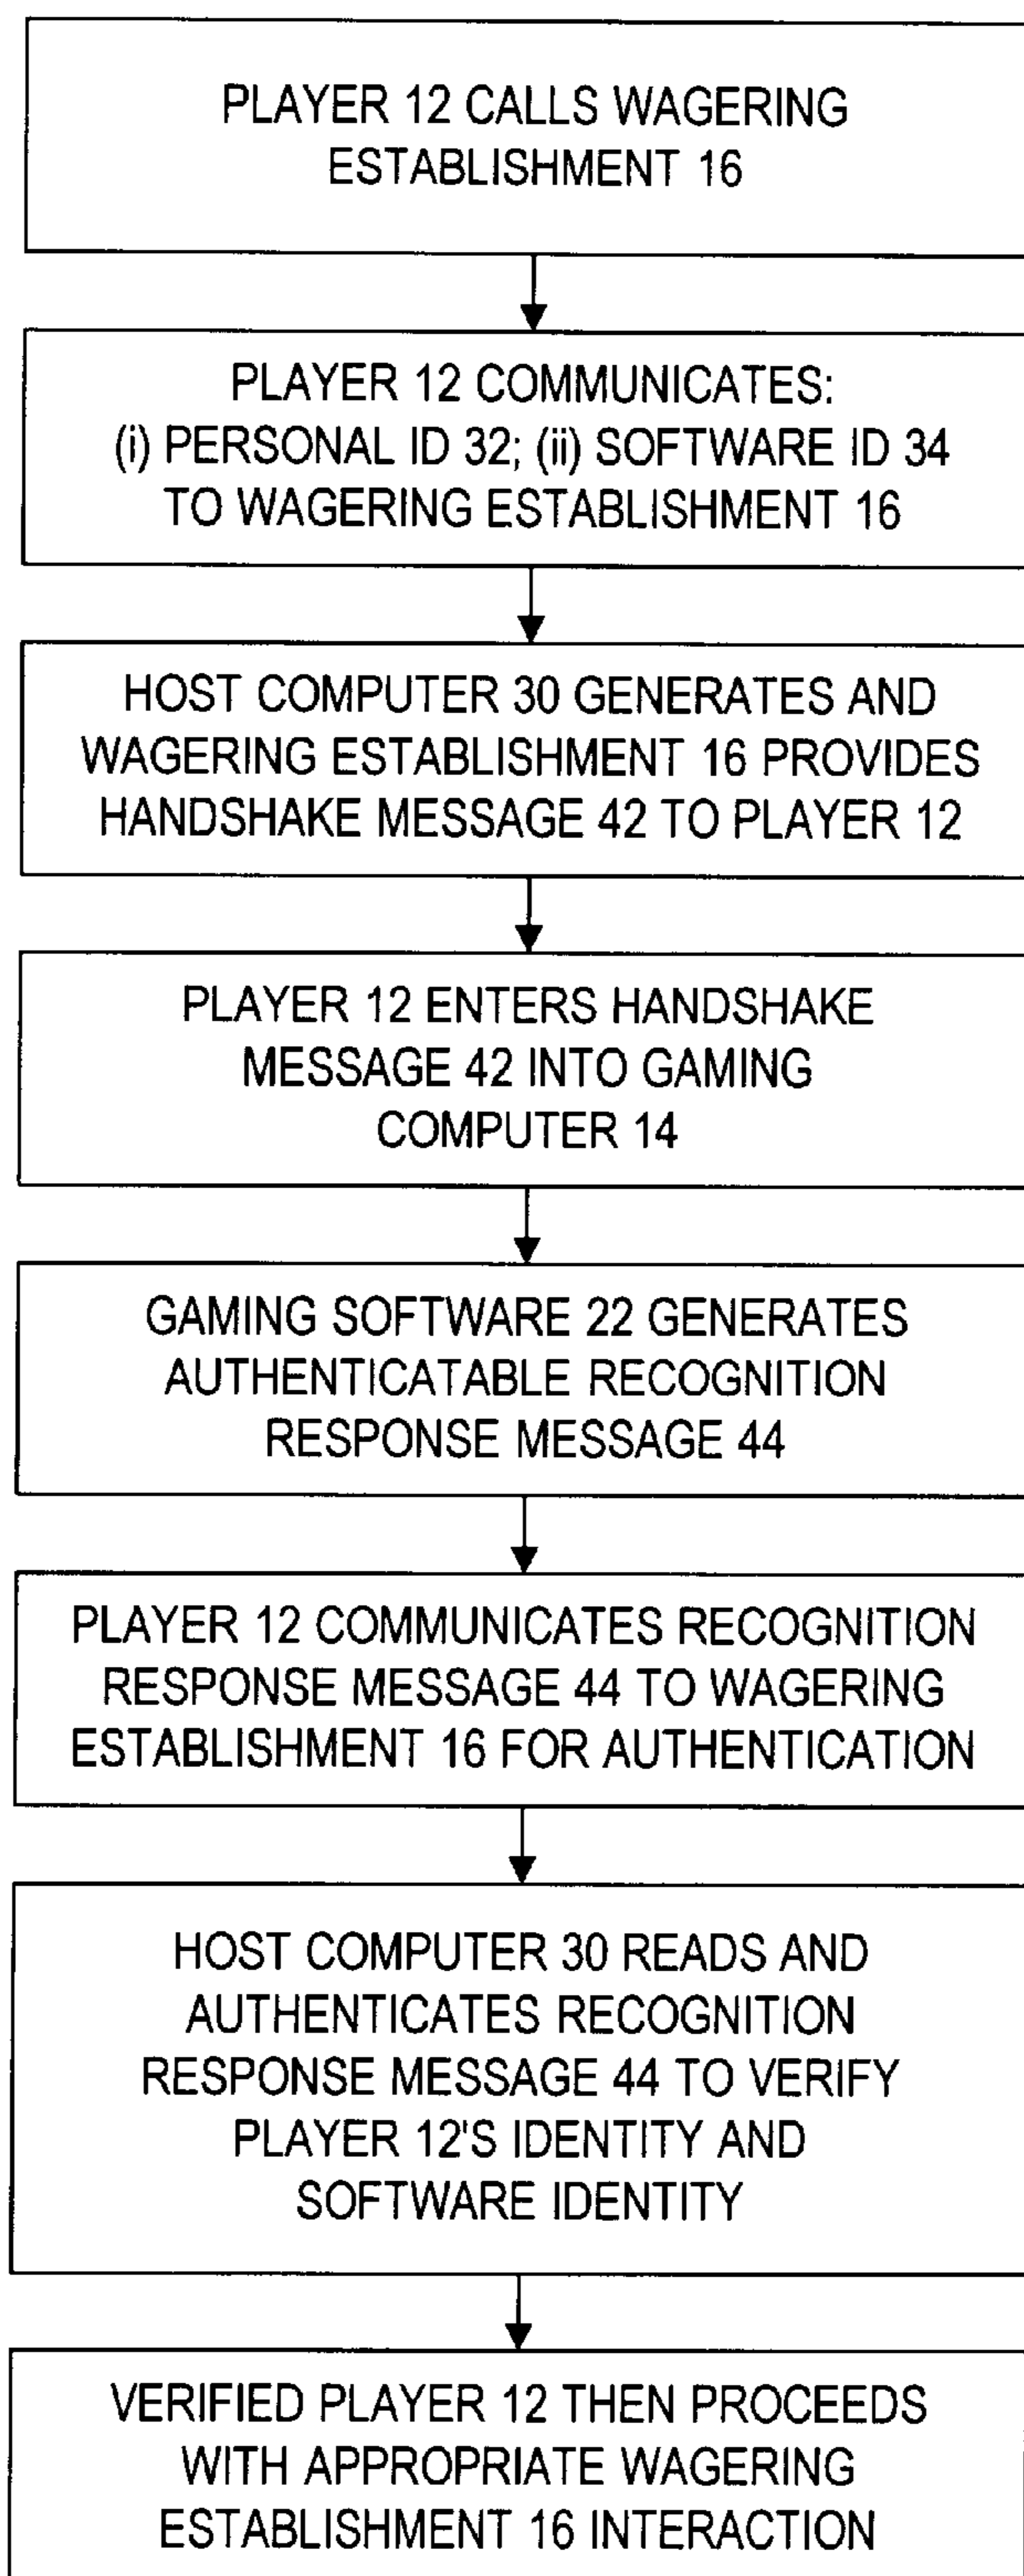 PLAYER 12 CALLS WAGERING
ESTABLISHMENT 16
PLAYER 12 COMMUNICATES:
(i) PERSONAL ID 32; (ii) SOFTWARE ID 34
TO WAGERING ESTABLISHMENT 16
HOST COMPUTER 30 GENERATES AND
WAGERING ESTABLISHMENT 16 PROVIDES
HANDSHAKE MESSAGE 42 TO PLAYER 12
PLAYER 12 ENTERS HANDSHAKE
MESSAGE 42 INTO GAMING
COMPUTER 14
GAMING SOFTWARE 22 GENERATES
AUTHENTICATABLE RECOGNITION
RESPONSE MESSAGE 44
PLAYER 12 COMMUNICATES RECOGNITION
RESPONSE MESSAGE 44 TO WAGERING
ESTABLISHMENT 16 FOR AUTHENTICATION
HOST COMPUTER 30 READS AND
AUTHENTICATES RECOGNITION
RESPONSE MESSAGE 44 TO VERIFY
PLAYER 12'S IDENTITY AND
SOFTWARE IDENTITY
VERIFIED PLAYER 12 THEN PROCEEDS
WITH APPROPRIATE WAGERING
ESTABLISHMENT 16 INTERACTION